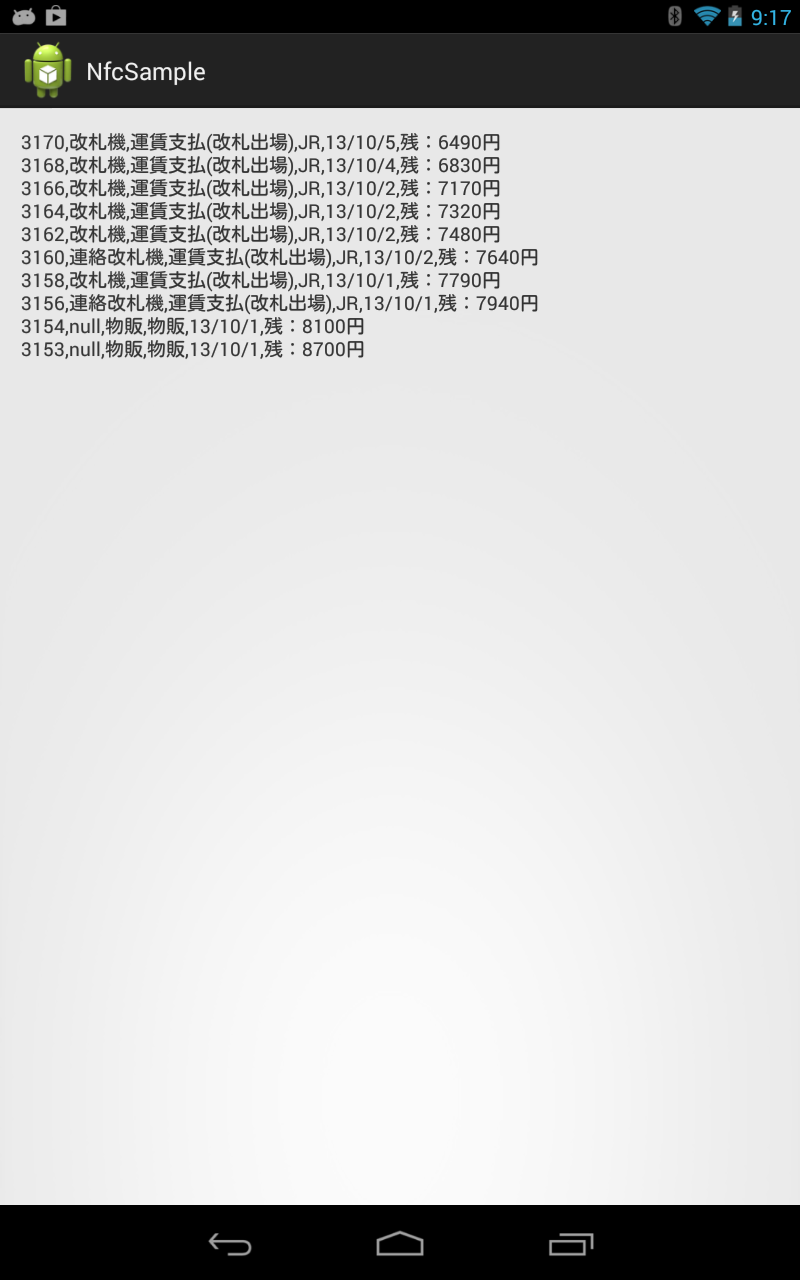 9:17
NfcSample
3170,改札機,運賃支払(改札出場),JR,13/10/5,残：6490円
3168,改札機,運賃支払(改札出場),JR,13/10/4,残：6830円
3166,改札機,運賃支払(改札出場),JR,13/10/2,残：7170円
3164,改札機,運賃支払(改札出場),JR,13/10/2,残：7320円
3162,改札機,運賃支払(改札出場),JR,13/10/2,残：7480円
3160,連絡改札機,運賃支払(改札出場),JR,13/10/2,残：7640円
3158,改札機,運賃支払(改札出場),JR,13/10/1,残：7790円
3156,連絡改札機,運賃支払(改札出場),JR,13/10/1,残：7940円
3154,null,物販,物販,13/10/1,残：8100円
3153,null,物販,物販,13/10/1,残：8700円